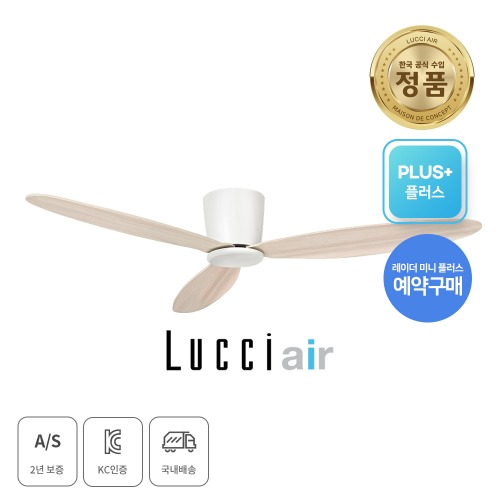 LUCCI AIR
한국 공식 수입
정품
MAISON DE CONCEPT
PLUS+
플러스
레이더 미니 플러스
예약구매
Lucci air
A/S
2년 보증
KC인증
국내배송